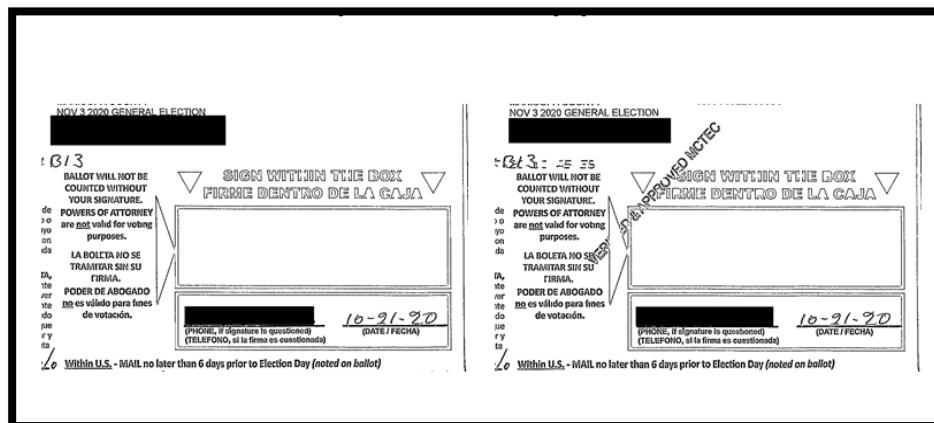 NOV 3 2020 GENERAL ELECTION
B13
BALLOT WILL NOT BE
COUNTED WITHOUT
YOUR SIGNATURE.
POWERS OF ATTORNEY
are not valid for voting
purposes.
LA BOLETA NO SE
TRAMITAR SIN SU
FIRMA.
PODER DE ABOGADO
no es válido para fines
de votación.
SIGN WITHIN THE BOX
FIRME DENTRO DE LA CAJA
10-21-20
(PHONE, if signature is questioned)
(DATE / FECHA)
(TELEFONO, si la firma es cuestionada)
Within U.S. - MAIL no later than 6 days prior to Election Day (noted on ballot)
NOV 3 2020 GENERAL ELECTION
VERIFIED & APPROVED MCTEC
BALLOT WILL NOT BE
COUNTED WITHOUT
YOUR SIGNATURE.
POWERS OF ATTORNEY
are not valid for voting
purposes.
LA BOLETA NO SE
TRAMITAR SIN SU
FIRMA.
PODER DE ABOGADO
no es válido para fines
de votación.
SIGN WITHIN THE BOX
FIRME DENTRO DE LA CAJA
10-21-20
(PHONE, if signature is questioned)
(DATE / FECHA)
(TELEFONO, si la firma es cuestionada)
Within U.S. - MAIL no later than 6 days prior to Election Day (noted on ballot)